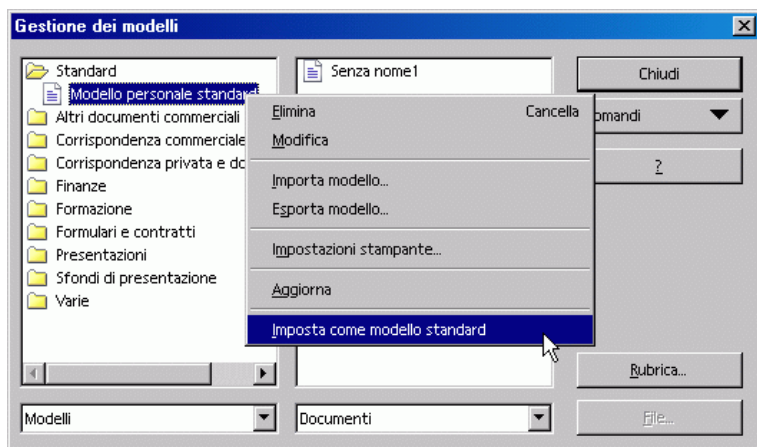 Gestione dei modelli
Standard
Modello personale standard
Altri documenti commerciali
Corrispondenza commerciale
Corrispondenza privata e do
Finanze
Formazione
Formulari e contratti
Presentazioni
Sfondi di presentazione
Varie
Modelli
Senza nome1
Documenti
Elimina Cancella
Modifica
Importa modello...
Esporta modello...
Impostazioni stampante...
Aggiorna
Imposta come modello standard
Chiudi
omandi
?
Rubrica...
File...